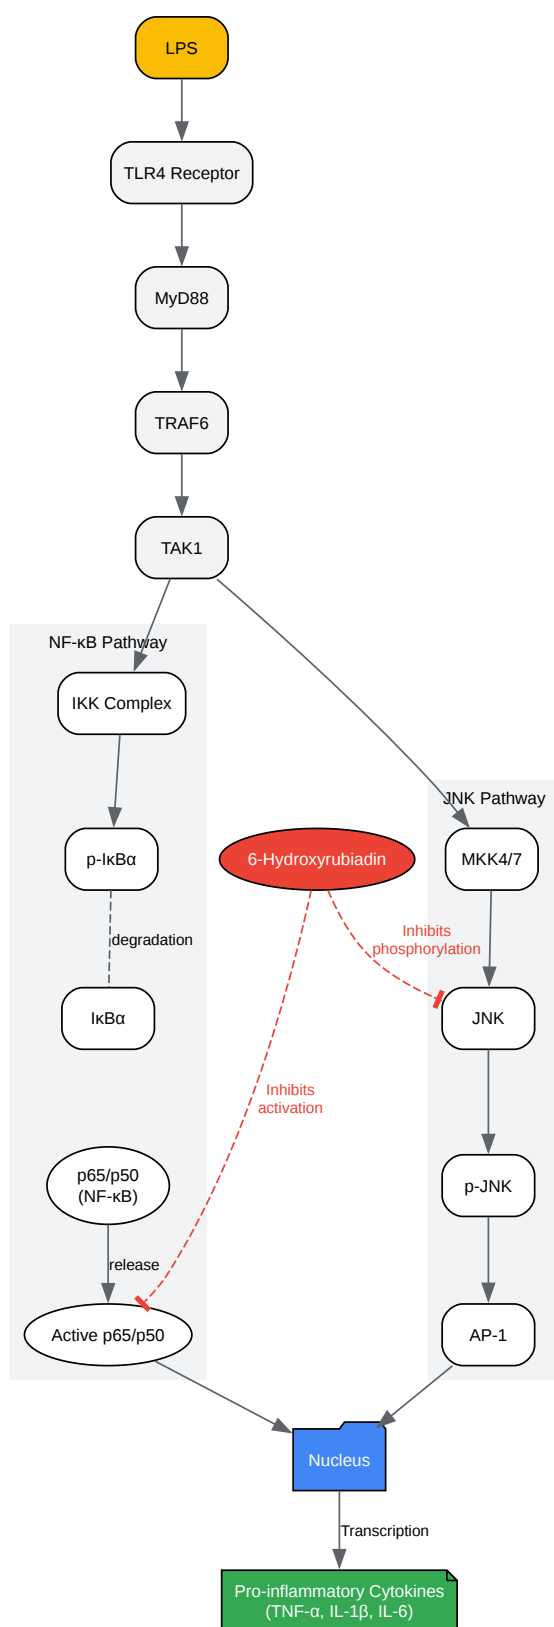 LPS
TLR4 Receptor
MyD88
TRAF6
TAK1
NF-κB Pathway
IKK Complex
JNK Pathway
p-IκBα
6-Hydroxyrubiadin
MKK4/7
degradation
Inhibits
phosphorylation
IκBα
JNK
Inhibits
activation
p65/p50
(NF-κB)
p-JNK
release
Active p65/p50
AP-1
Nucleus
Transcription
Pro-inflammatory Cytokines
(TNF-α, IL-1β, IL-6)